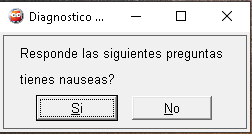 Diagnostico ...
Responde las siguientes preguntas
tienes nauseas?
Si
No